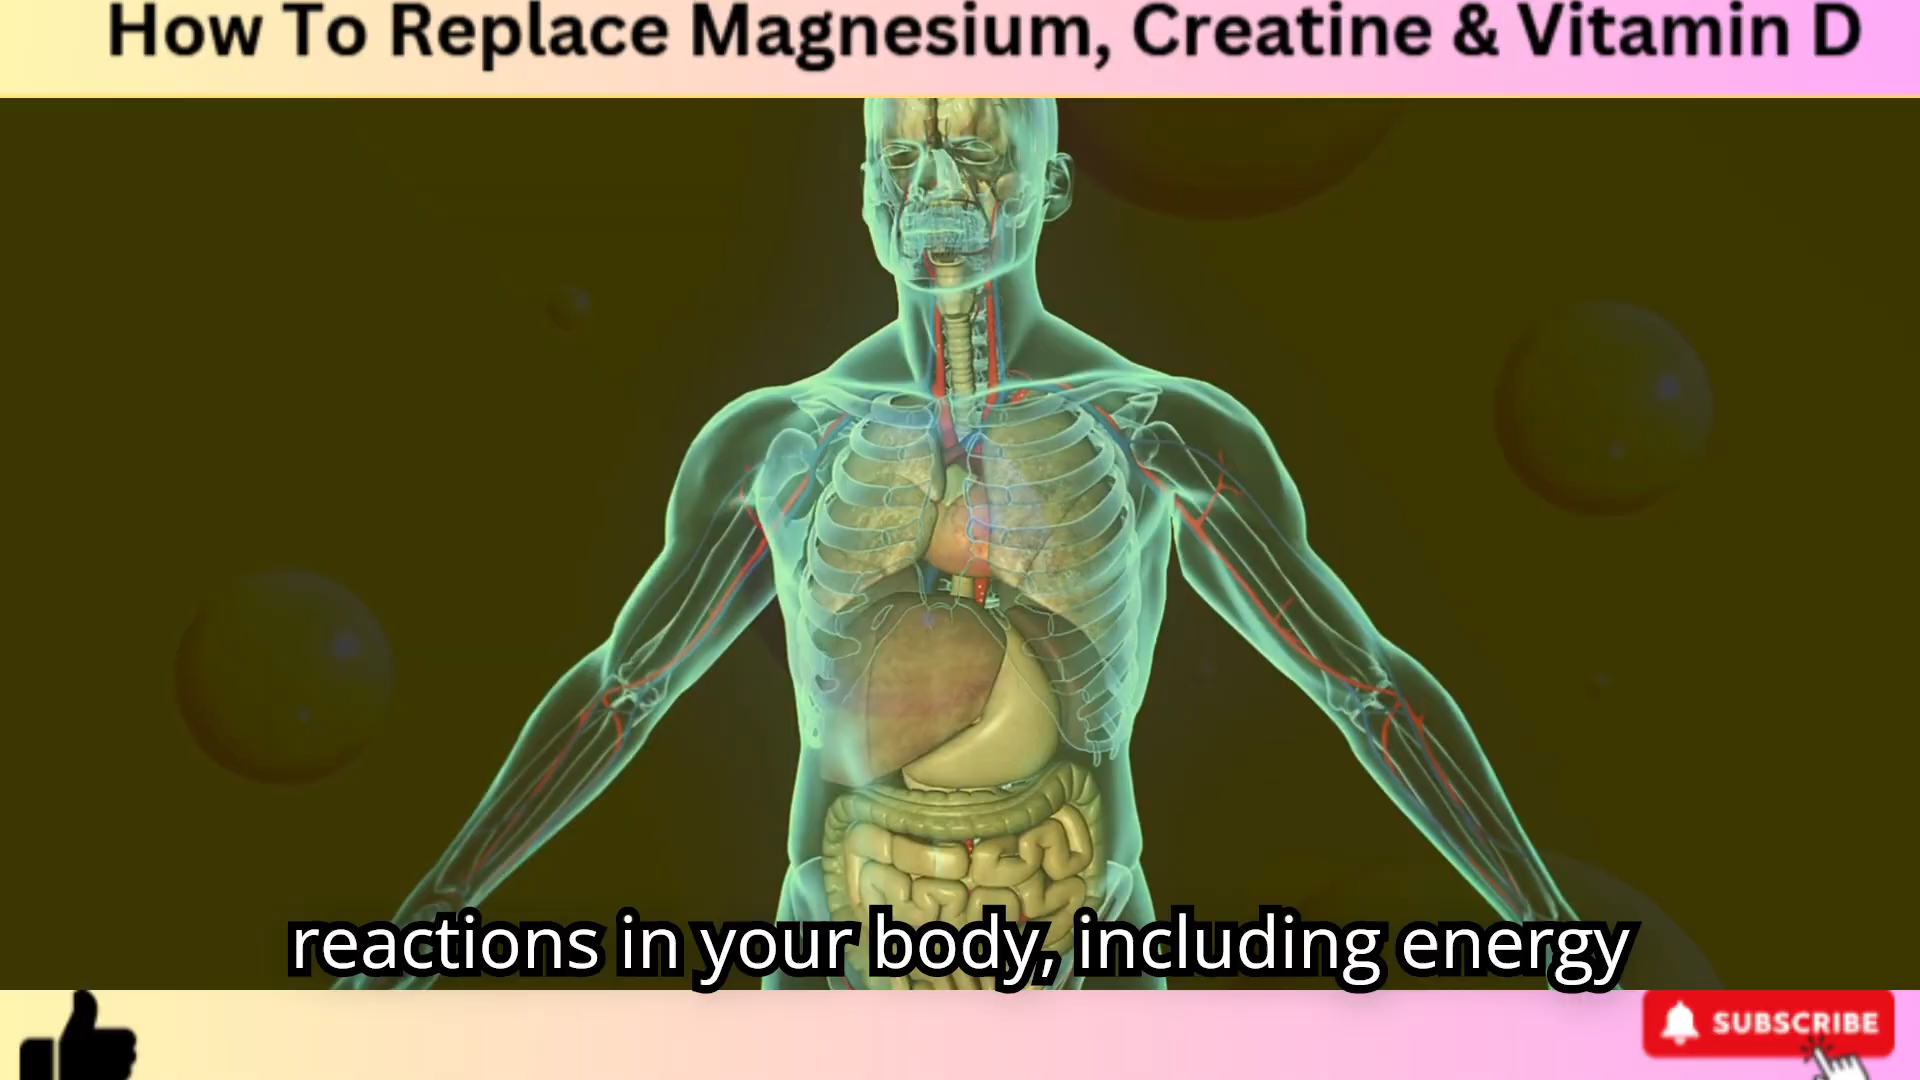 How To Replace Magnesium, Creatine & Vitamin D
reactions in your body, including energy
SUBSCRIBE